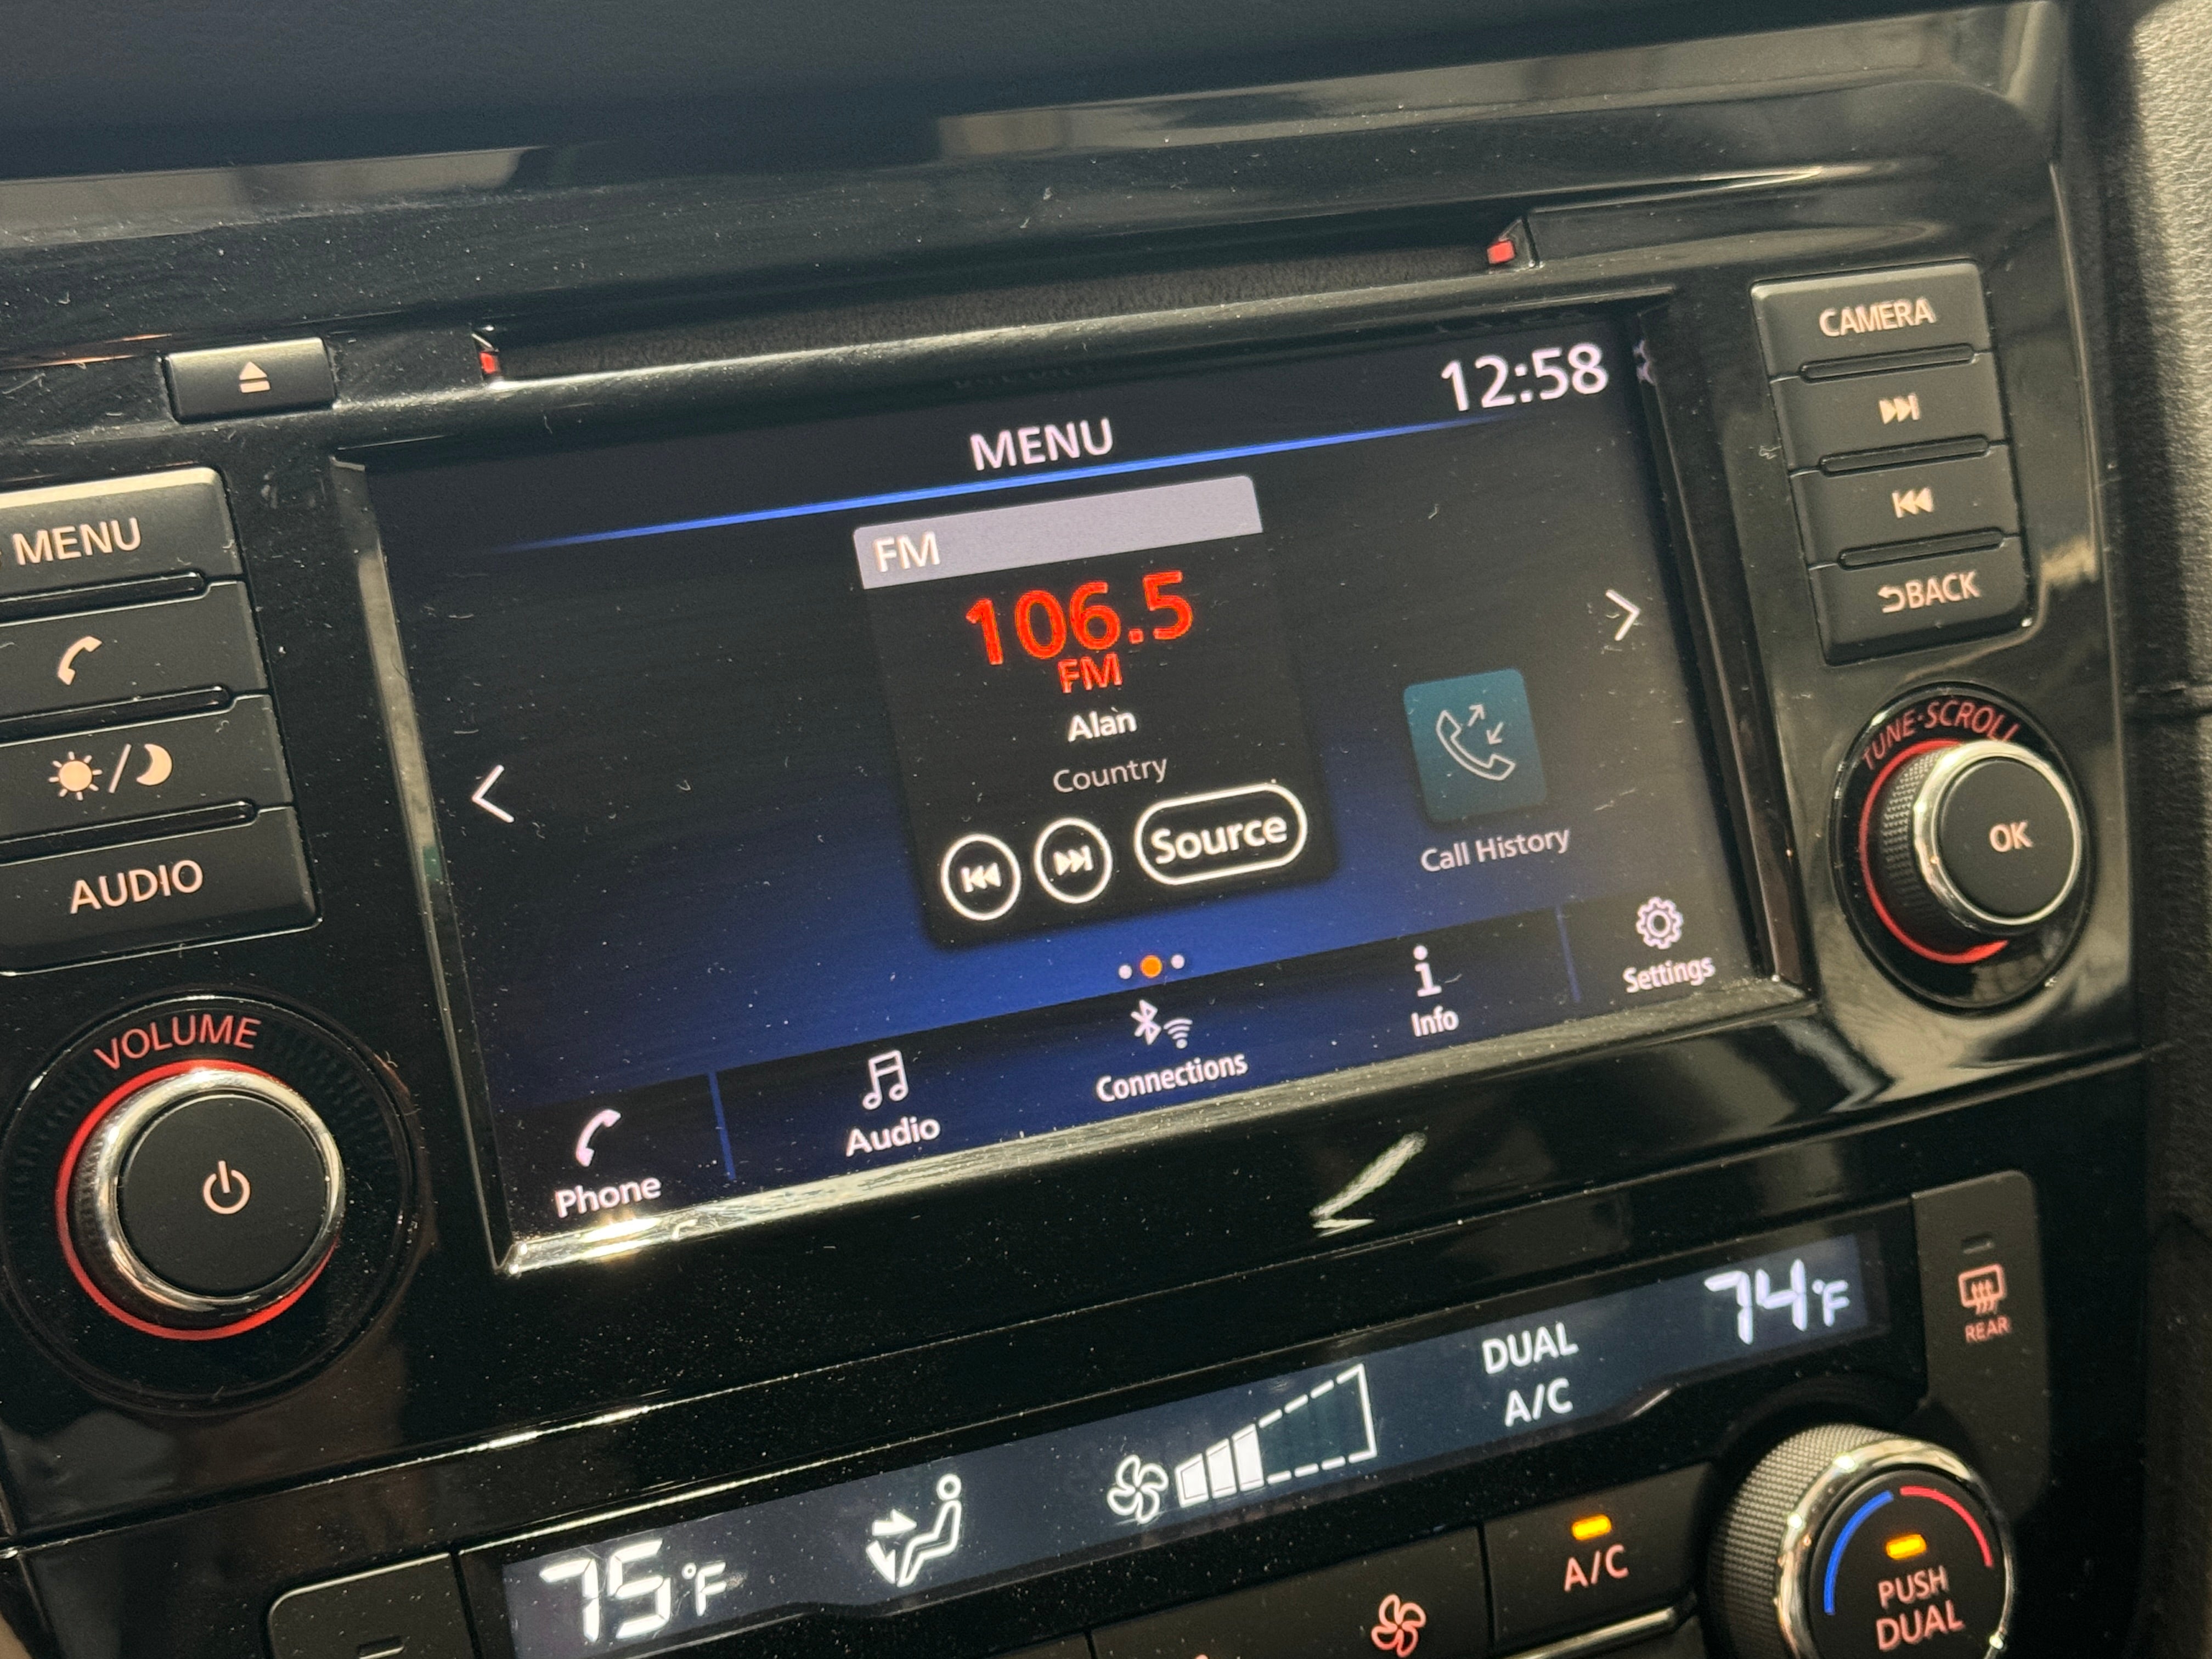 MENU
12:58
CAMERA
MENU
FM
106.5
FM
BACK
Alan
Country
TUNE·SCROLL
Source
OK
Call History
AUDIO
Settings
Info
VOLUME
Connections
Audio
Phone
74°F
REAR
DUAL
A/C
75°F
A/C
PUSH
DUAL